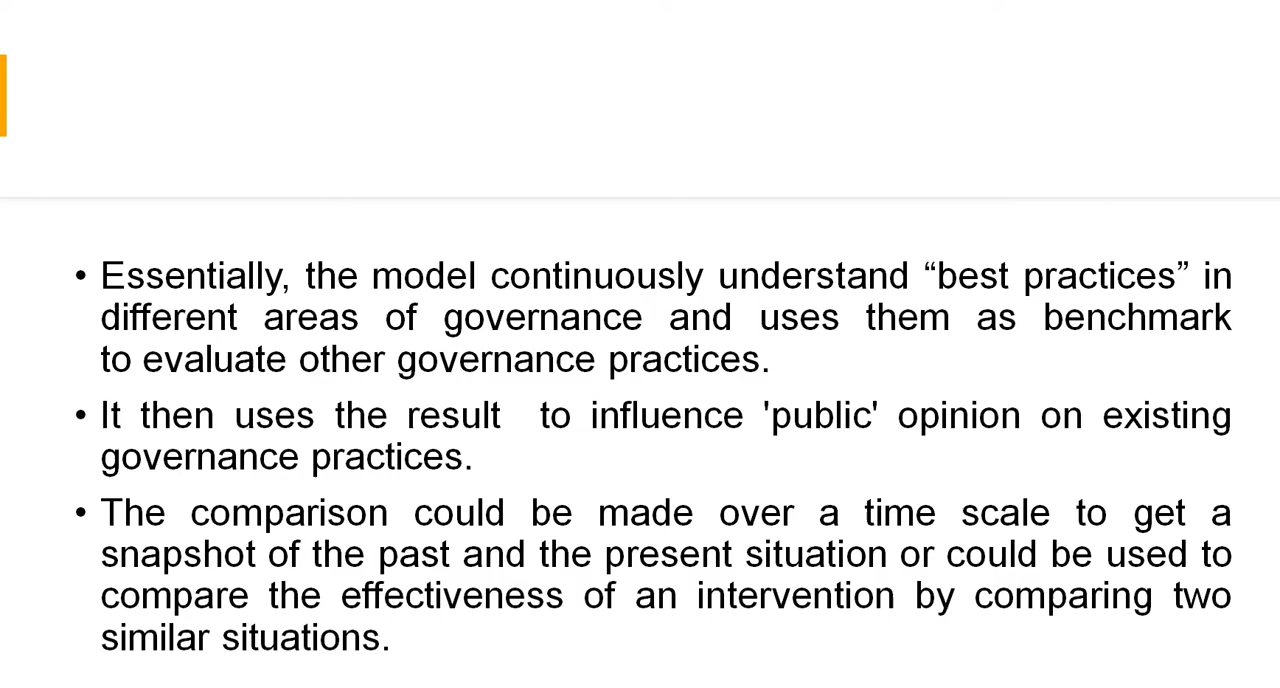 • Essentially, the model continuously understand “best practices” in
different areas of governance and uses them as benchmark
to evaluate other governance practices.
• It then uses the result  to influence 'public' opinion on existing
governance practices.
• The comparison could be made over a time scale to get a
snapshot of the past and the present situation or could be used to
compare the effectiveness of an intervention by comparing two
similar situations.